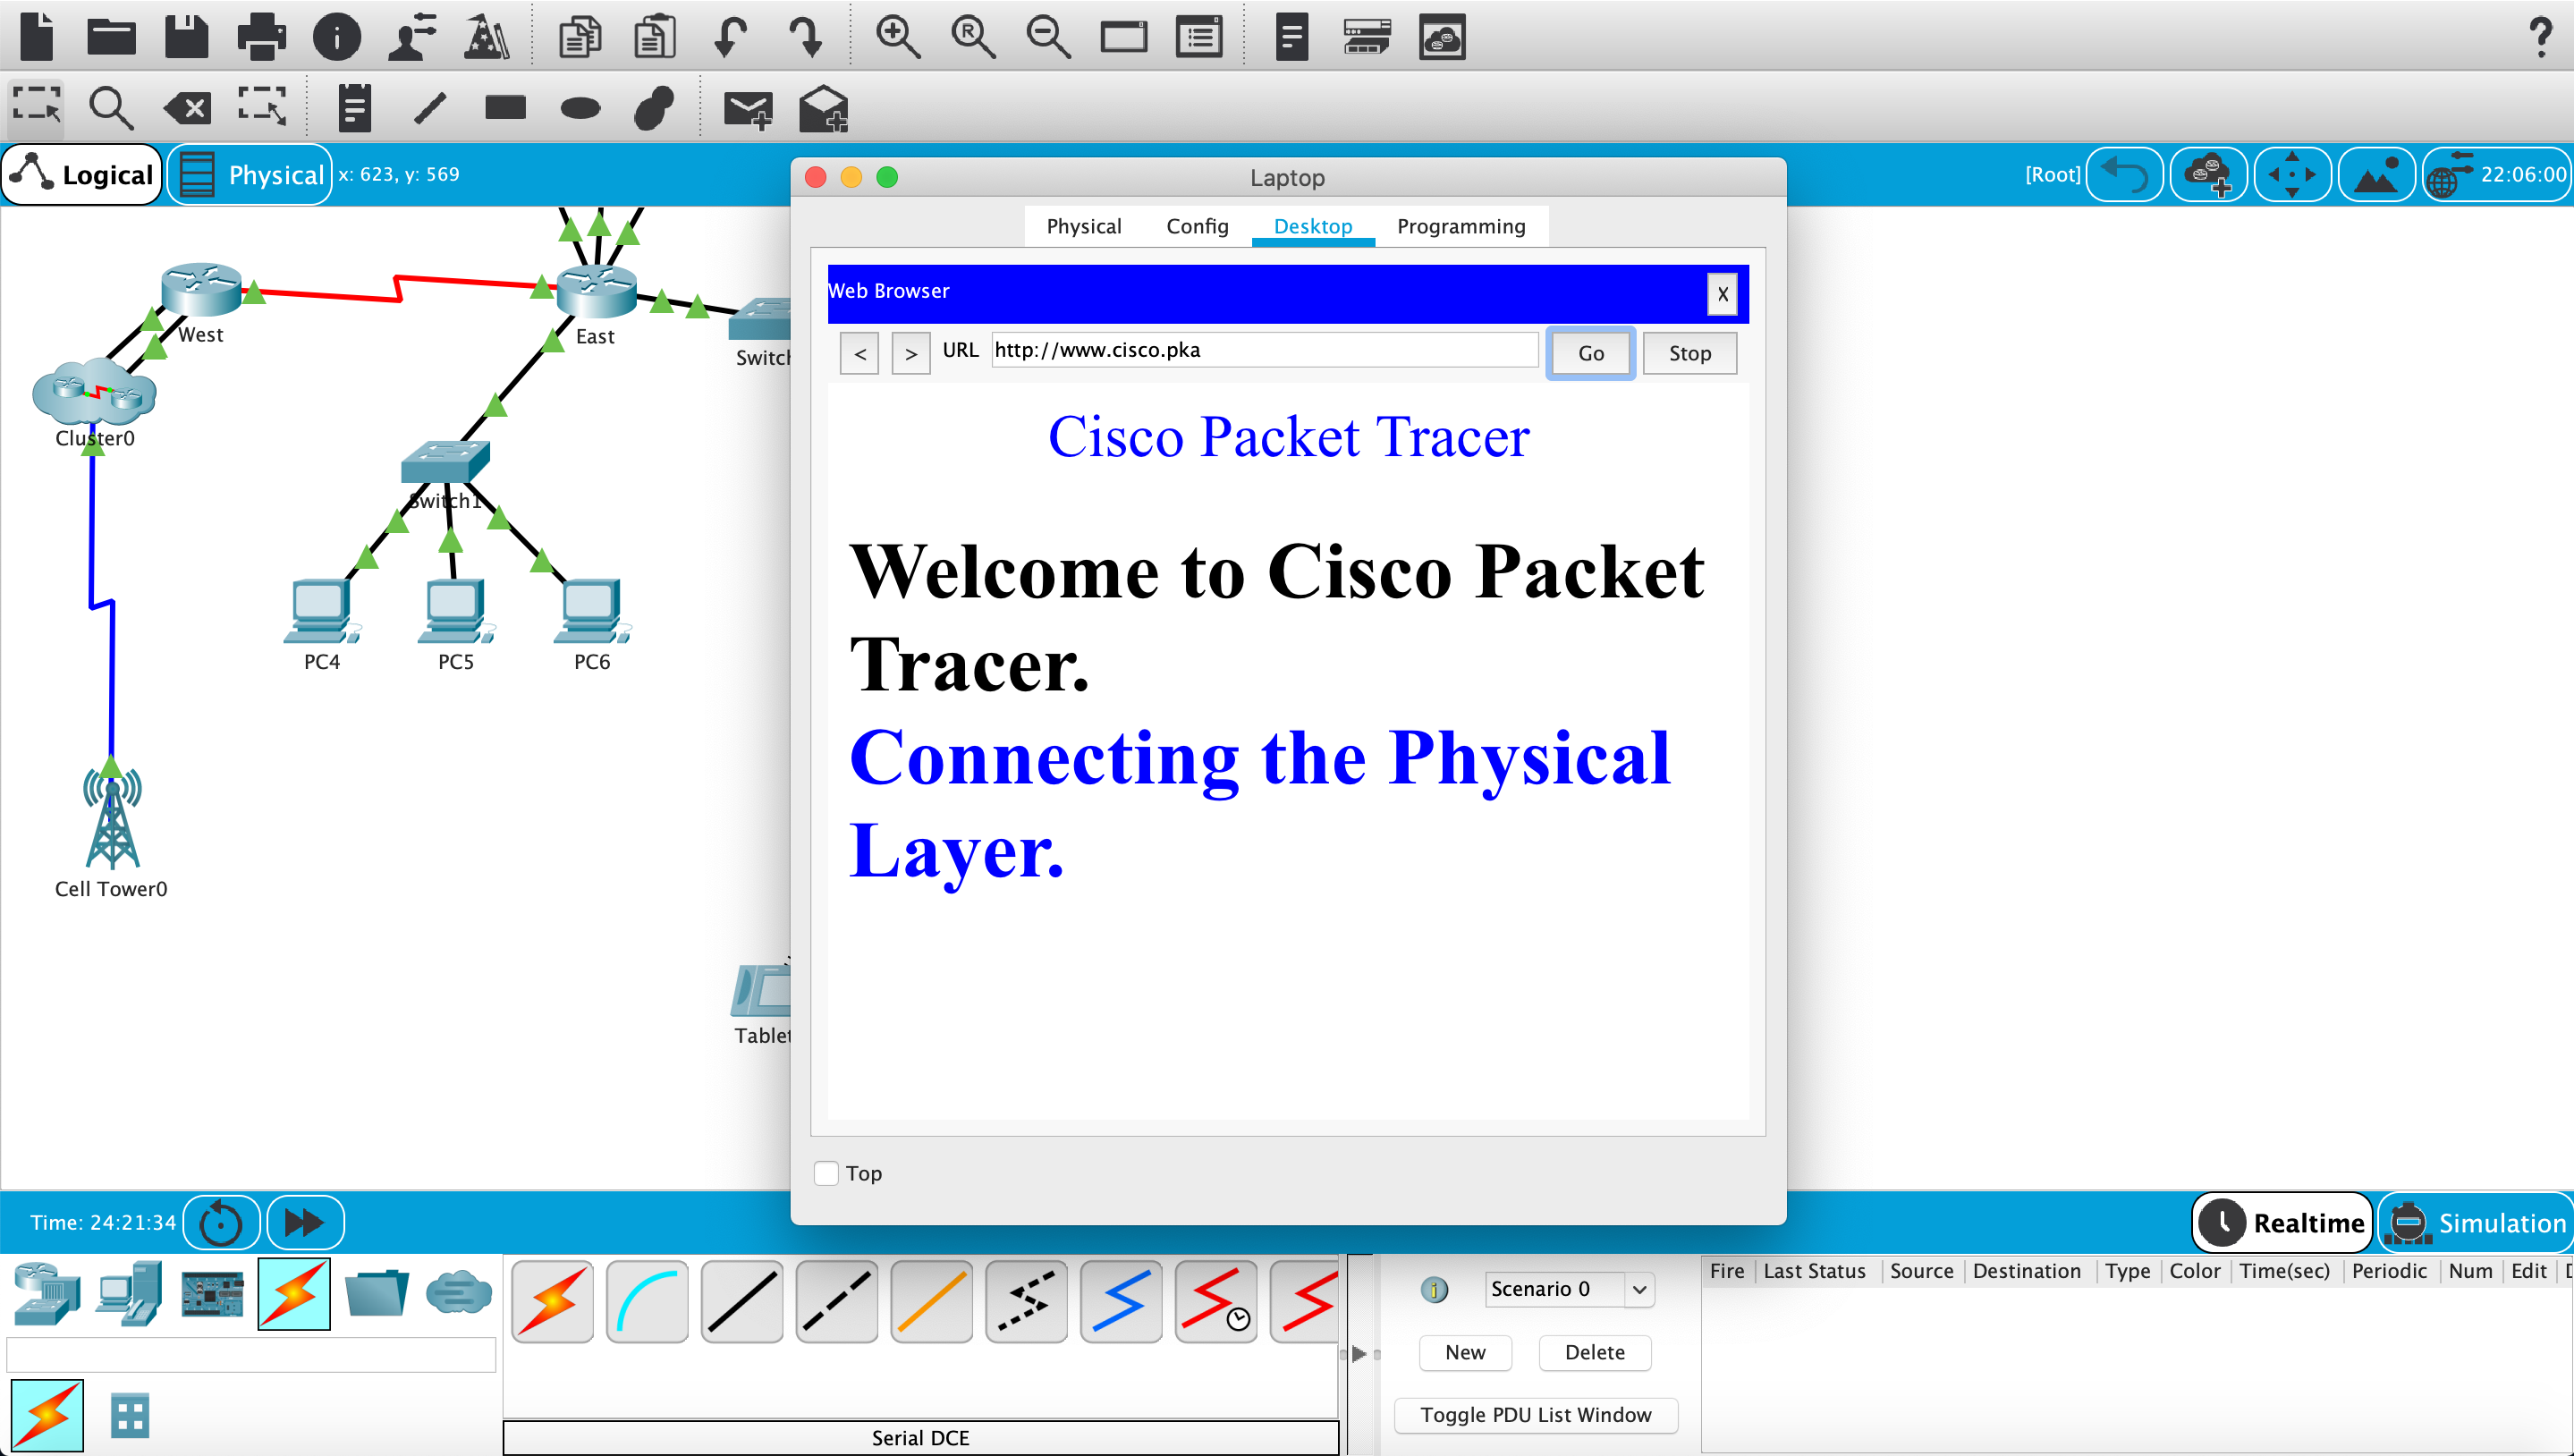 Logical
Physical
x: 623, y: 569
[Root]
22:06:00
West
East
Cluster0
Switch1
PC4
PC5
PC6
Cell Tower0
Laptop
Physical
Config
Desktop
Programming
Web Browser
X
<
>
URL
http://www.cisco.pka
Go
Stop
Cisco Packet Tracer
Welcome to Cisco Packet
Tracer.
Connecting the Physical
Layer.
Top
Time: 24:21:34
Realtime
Simulation
Scenario 0
New
Delete
Toggle PDU List Window
Fire Last Status Source Destination Type Color Time(sec) Periodic Num Edit
Serial DCE